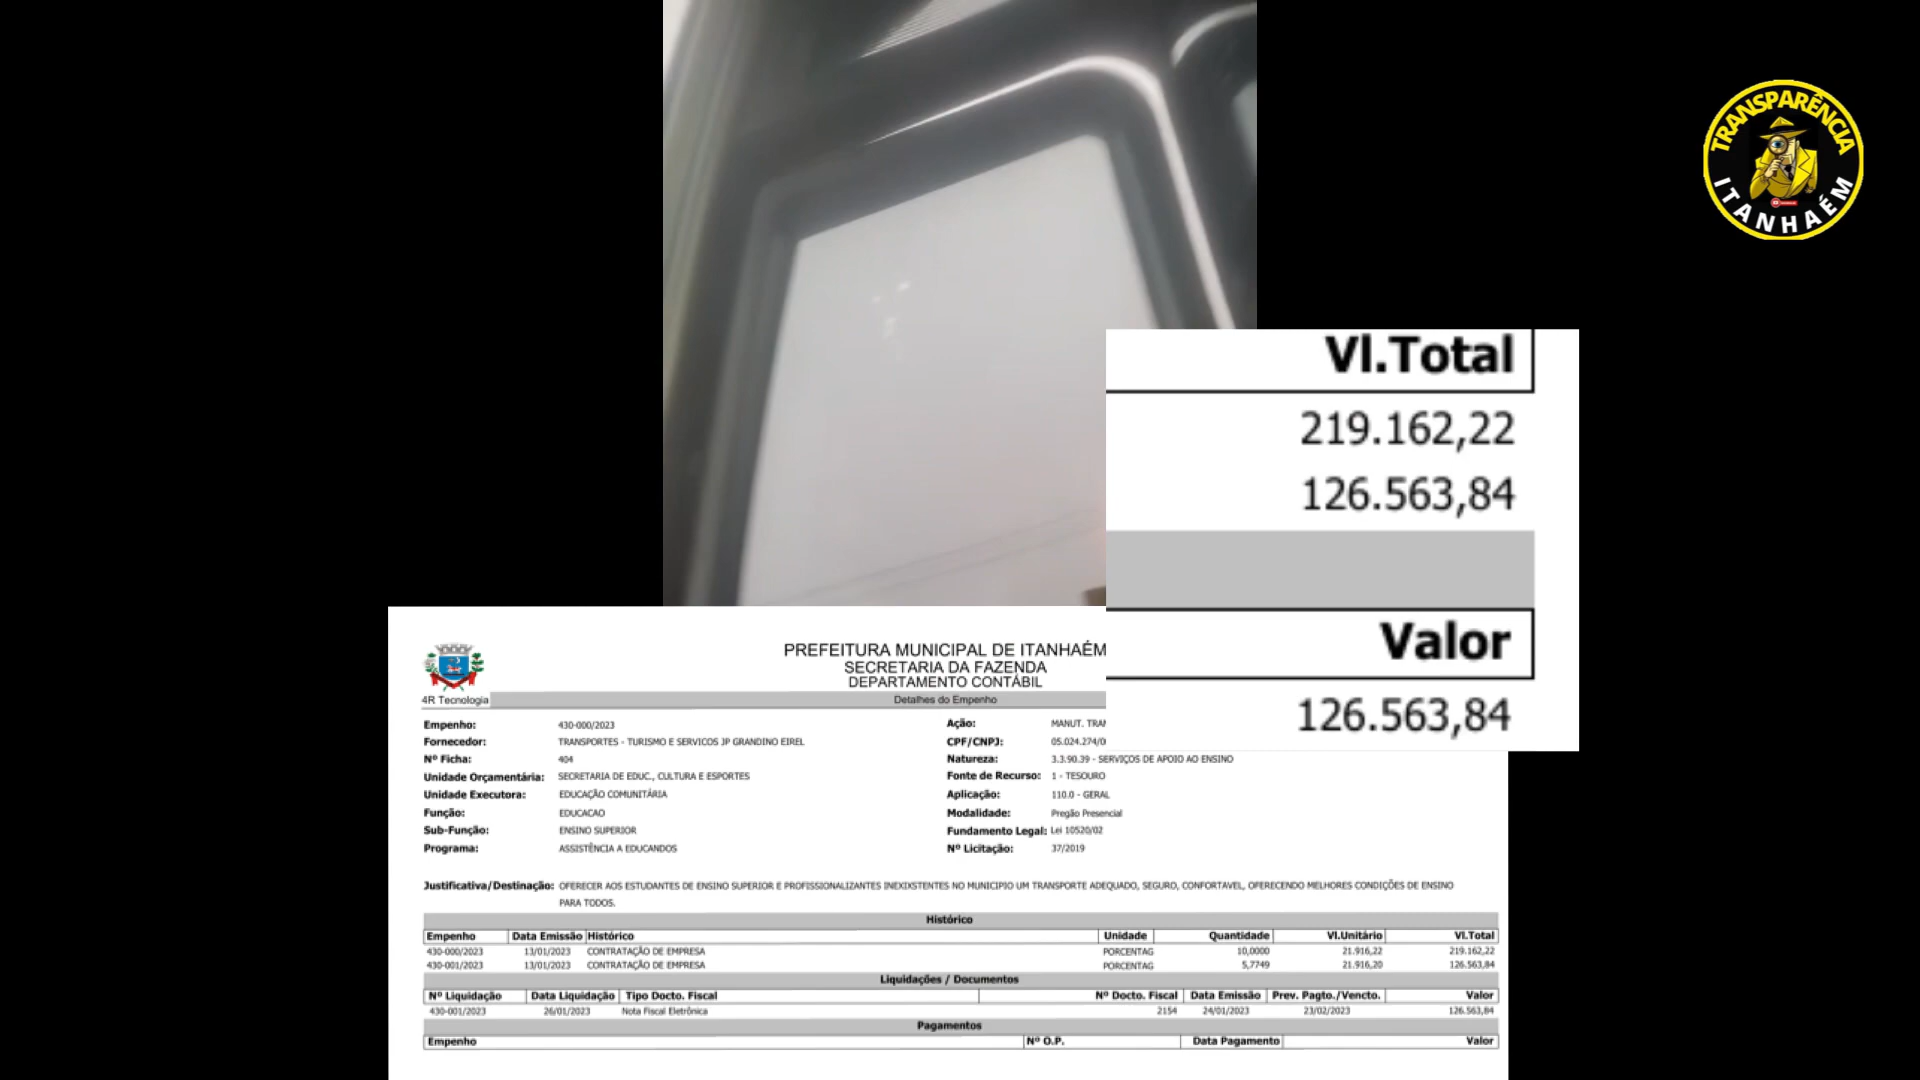 TRANSPARÊNCIA
ITANHAÉM
Vl.Total
219.162,22
126.563,84
Valor
126.563,84
PREFEITURA MUNICIPAL DE ITANHAÉM
SECRETARIA DA FAZENDA
DEPARTAMENTO CONTÁBIL
4R Tecnologia
Detalhes do Empenho
Empenho: 430-000/2023 Ação: MANUT. TRAN
Fornecedor: TRANSPORTES - TURISMO E SERVICOS JP GRANDINO EIREL CPF/CNPJ: 05.024.274/0
Nº Ficha: 404 Natureza: 3.3.90.39 - SERVIÇOS DE APOIO AO ENSINO
Unidade Orçamentária: SECRETARIA DE EDUC., CULTURA E ESPORTES Fonte de Recurso: 1 - TESOURO
Unidade Executora: EDUCAÇÃO COMUNITÁRIA Aplicação: 110.0 - GERAL
Função: EDUCACAO Modalidade: Pregão Presencial
Sub-Função: ENSINO SUPERIOR Fundamento Legal: Lei 10520/02
Programa: ASSISTÊNCIA A EDUCANDOS Nº Licitação: 37/2019
Justificativa/Destinação: OFERECER AOS ESTUDANTES DE ENSINO SUPERIOR E PROFISSIONALIZANTES INEXIXSTENTES NO MUNICIPIO UM TRANSPORTE ADEQUADO, SEGURO, CONFORTAVEL, OFERECENDO MELHORES CONDIÇÕES DE ENSINO
PARA TODOS.
Histórico
Empenho Data Emissão Histórico Unidade Quantidade Vl.Unitário Vl.Total
430-000/2023 13/01/2023 CONTRATAÇÃO DE EMPRESA PORCENTAG 10,0000 21.916,22 219.162,22
430-001/2023 13/01/2023 CONTRATAÇÃO DE EMPRESA PORCENTAG 5,7749 21.916,20 126.563,84
Liquidações / Documentos
Nº Liquidação Data Liquidação Tipo Docto. Fiscal Nº Docto. Fiscal Data Emissão Prev. Pagto./Vencto. Valor
430-001/2023 26/01/2023 Nota Fiscal Eletrônica 2154 24/01/2023 23/02/2023 126.563,84
Pagamentos
Empenho Nº O.P. Data Pagamento Valor